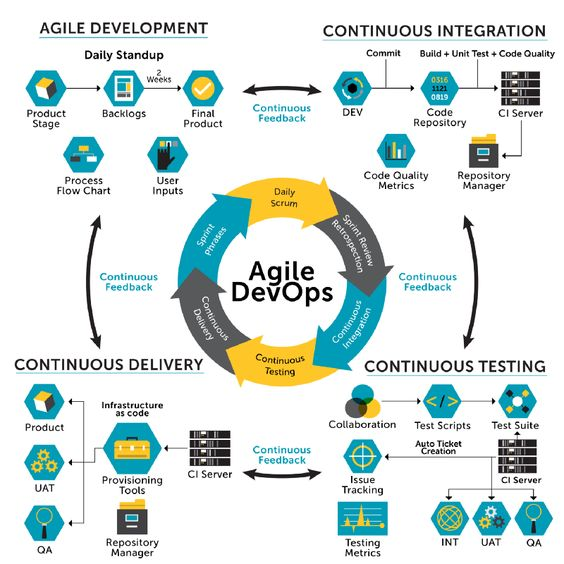 AGILE DEVELOPMENT
Daily Standup
2
Weeks
Product
Stage
Backlogs
Final
Product
Process
Flow Chart
User
Inputs
Continuous
Feedback
CONTINUOUS INTEGRATION
Commit
Build + Unit Test + Code Quality
0316
1121
0819
DEV
Code
Repository
CI Server
Code Quality
Metrics
Repository
Manager
Continuous
Feedback
Continuous
Feedback
Agile
DevOps
Daily
Scrum
Sprint Review
Retrospection
Continuous
Integration
Continuous
Testing
Continuous
Delivery
Sprint
Phrases
CONTINUOUS DELIVERY
Infrastructure
as code
Product
UAT
QA
Provisioning
Tools
CI Server
Repository
Manager
Continuous
Feedback
CONTINUOUS TESTING
Collaboration
Test Scripts
</>
Test Suite
Auto Ticket
Creation
Issue
Tracking
CI Server
Testing
Metrics
INT
UAT
QA